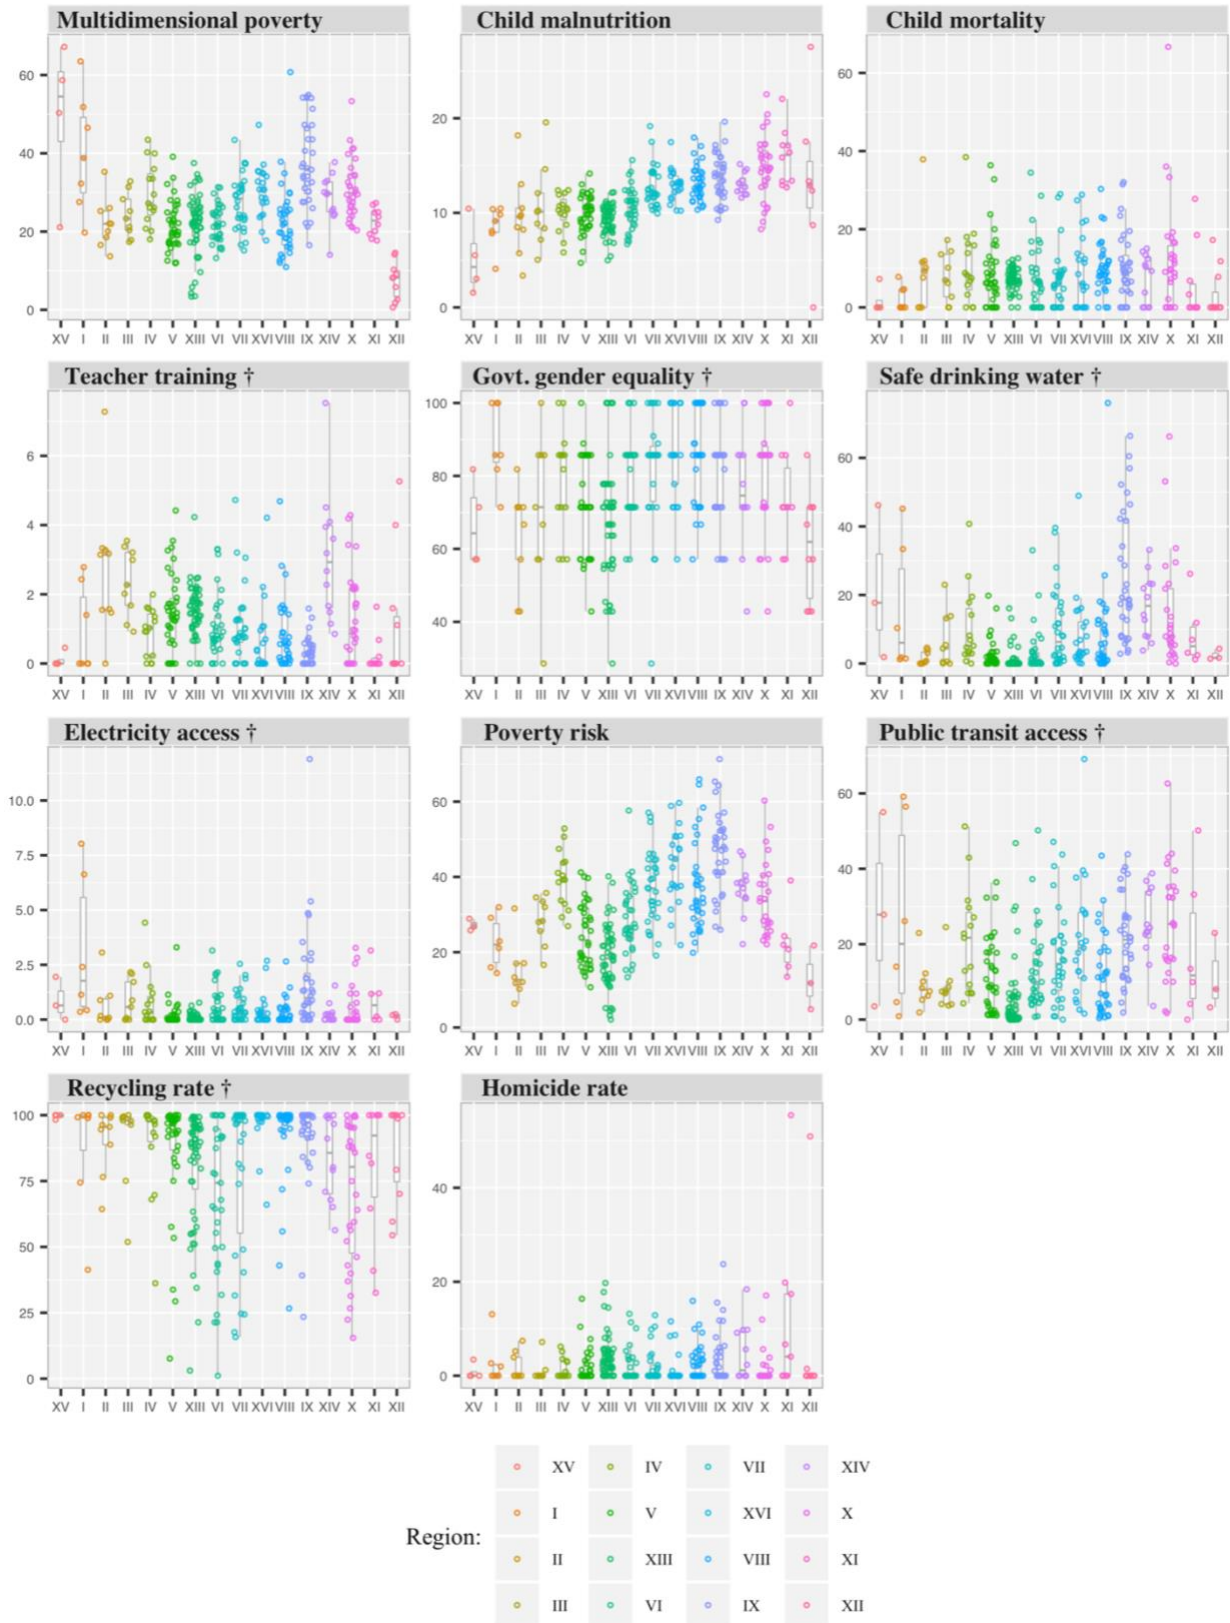 Multidimensional poverty Child malnutrition Child mortality
60 20 60
40 40
20 10 20
0 0 0
XV I II III IV V XIII VI VII XVI VIII IX XIV X XI XII XV I II III IV V XIII VI VII XVI VIII IX XIV X XI XII XV I II III IV V XIII VI VII XVI VIII IX XIV X XI XII
Teacher training † Govt. gender equality † Safe drinking water †
6 100 60
4 80 40
2 60 20
0 40 0
XV I II III IV V XIII VI VII XVI VIII IX XIV X XI XII XV I II III IV V XIII VI VII XVI VIII IX XIV X XI XII XV I II III IV V XIII VI VII XVI VIII IX XIV X XI XII
Electricity access † Poverty risk Public transit access †
10.0 60 60
7.5 40 40
5.0 20 20
2.5
0.0 0 0
XV I II III IV V XIII VI VII XVI VIII IX XIV X XI XII XV I II III IV V XIII VI VII XVI VIII IX XIV X XI XII XV I II III IV V XIII VI VII XVI VIII IX XIV X XI XII
Recycling rate † Homicide rate
100
75 40
50
25 20
0 0
XV I II III IV V XIII VI VII XVI VIII IX XIV X XI XII XV I II III IV V XIII VI VII XVI VIII IX XIV X XI XII
Region:
XV IV VII XIV
I V XVI X
II XIII VIII XI
III VI IX XII